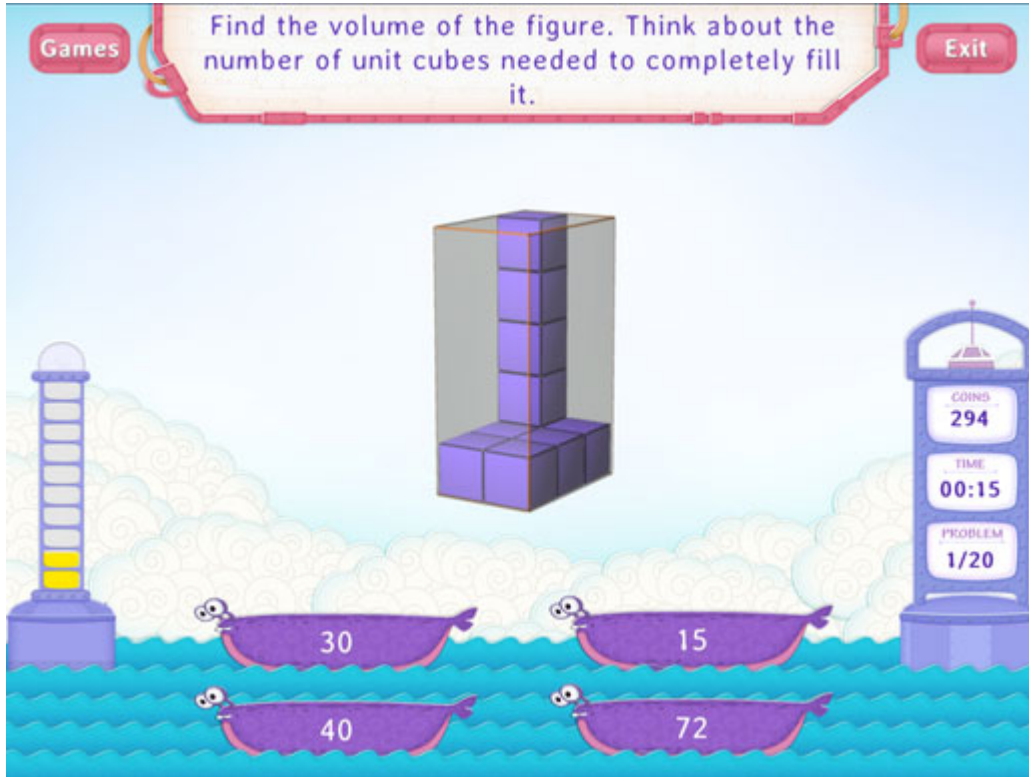 Find the volume of the figure. Think about the
number of unit cubes needed to completely fill
it.
Games
Exit
COINS
294
TIME
00:15
PROBLEM
1/20
30
15
40
72